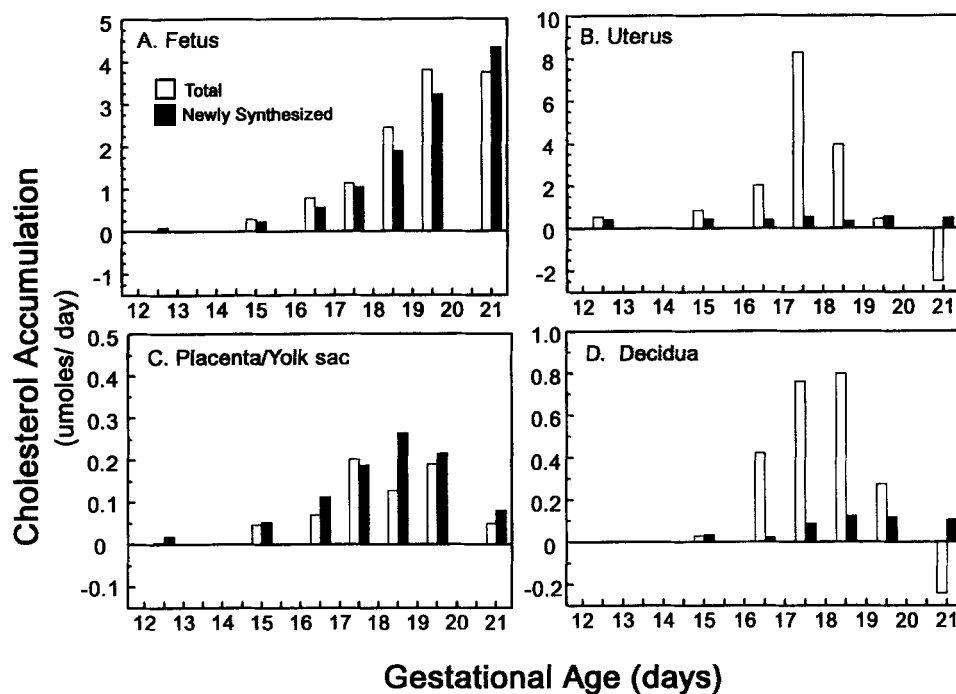 A. Fetus
Total
Newly Synthesized
5
4
3
2
1
0
-1
12 13 14 15 16 17 18 19 20 21
B. Uterus
10
8
6
4
2
0
-2
12 13 14 15 16 17 18 19 20 21
C. Placenta/Yolk sac
0.5
0.4
0.3
0.2
0.1
0
-0.1
12 13 14 15 16 17 18 19 20 21
D. Decidua
1.0
0.8
0.6
0.4
0.2
0
-0.2
12 13 14 15 16 17 18 19 20 21
Cholesterol Accumulation
(umoles/ day)
Gestational Age (days)